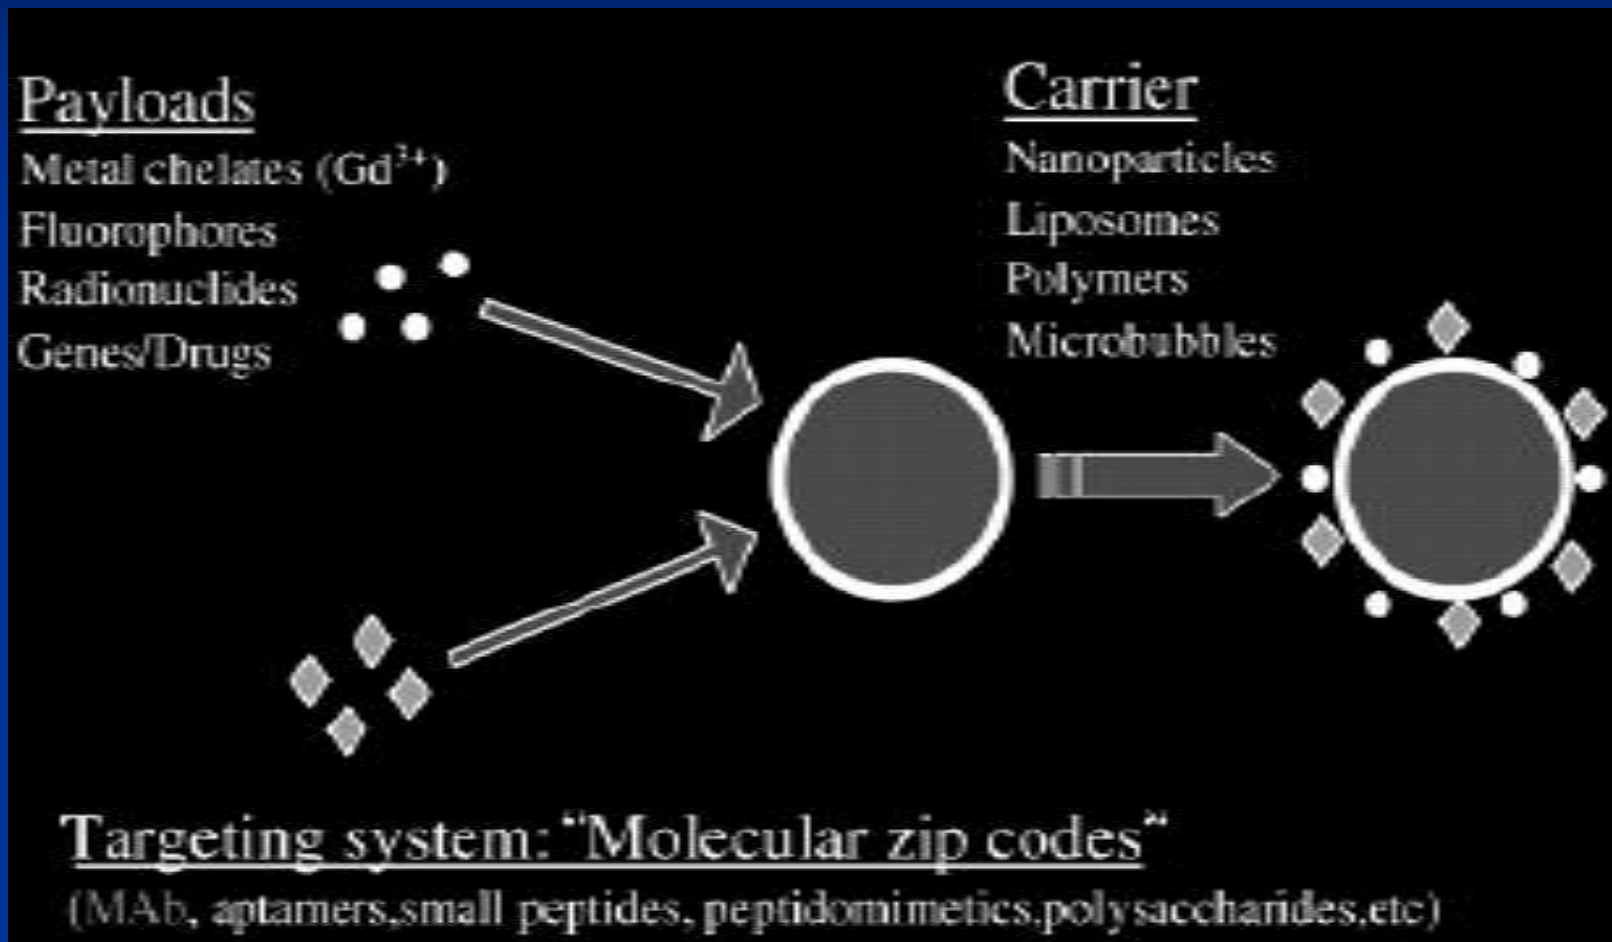 Payloads
Metal chelates (Gd³⁺)
Fluorophores
Radionuclides
Genes/Drugs
Carrier
Nanoparticles
Liposomes
Polymers
Microbubbles
Targeting system: “Molecular zip codes”
(MAb, aptamers,small peptides, peptidomimetics,polysaccharides,etc)